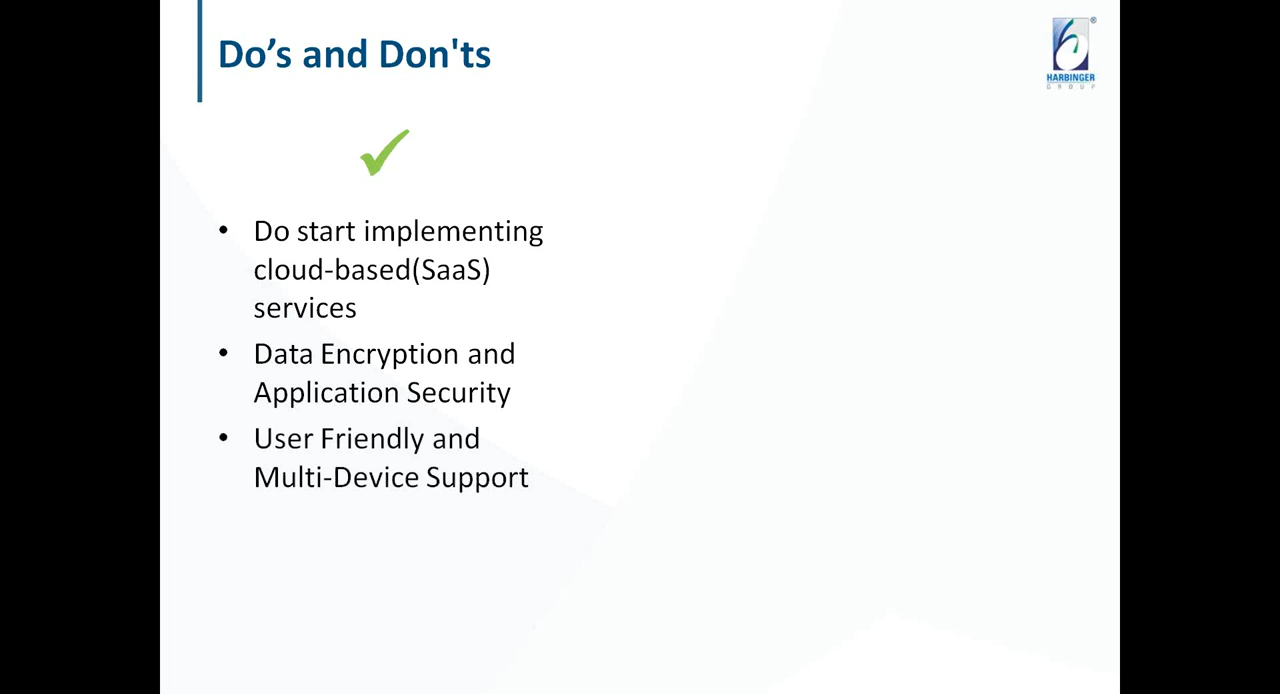 Do’s and Don'ts
®
HARBINGER
GROUP
✓
• Do start implementing
cloud-based(SaaS)
services
• Data Encryption and
Application Security
• User Friendly and
Multi-Device Support